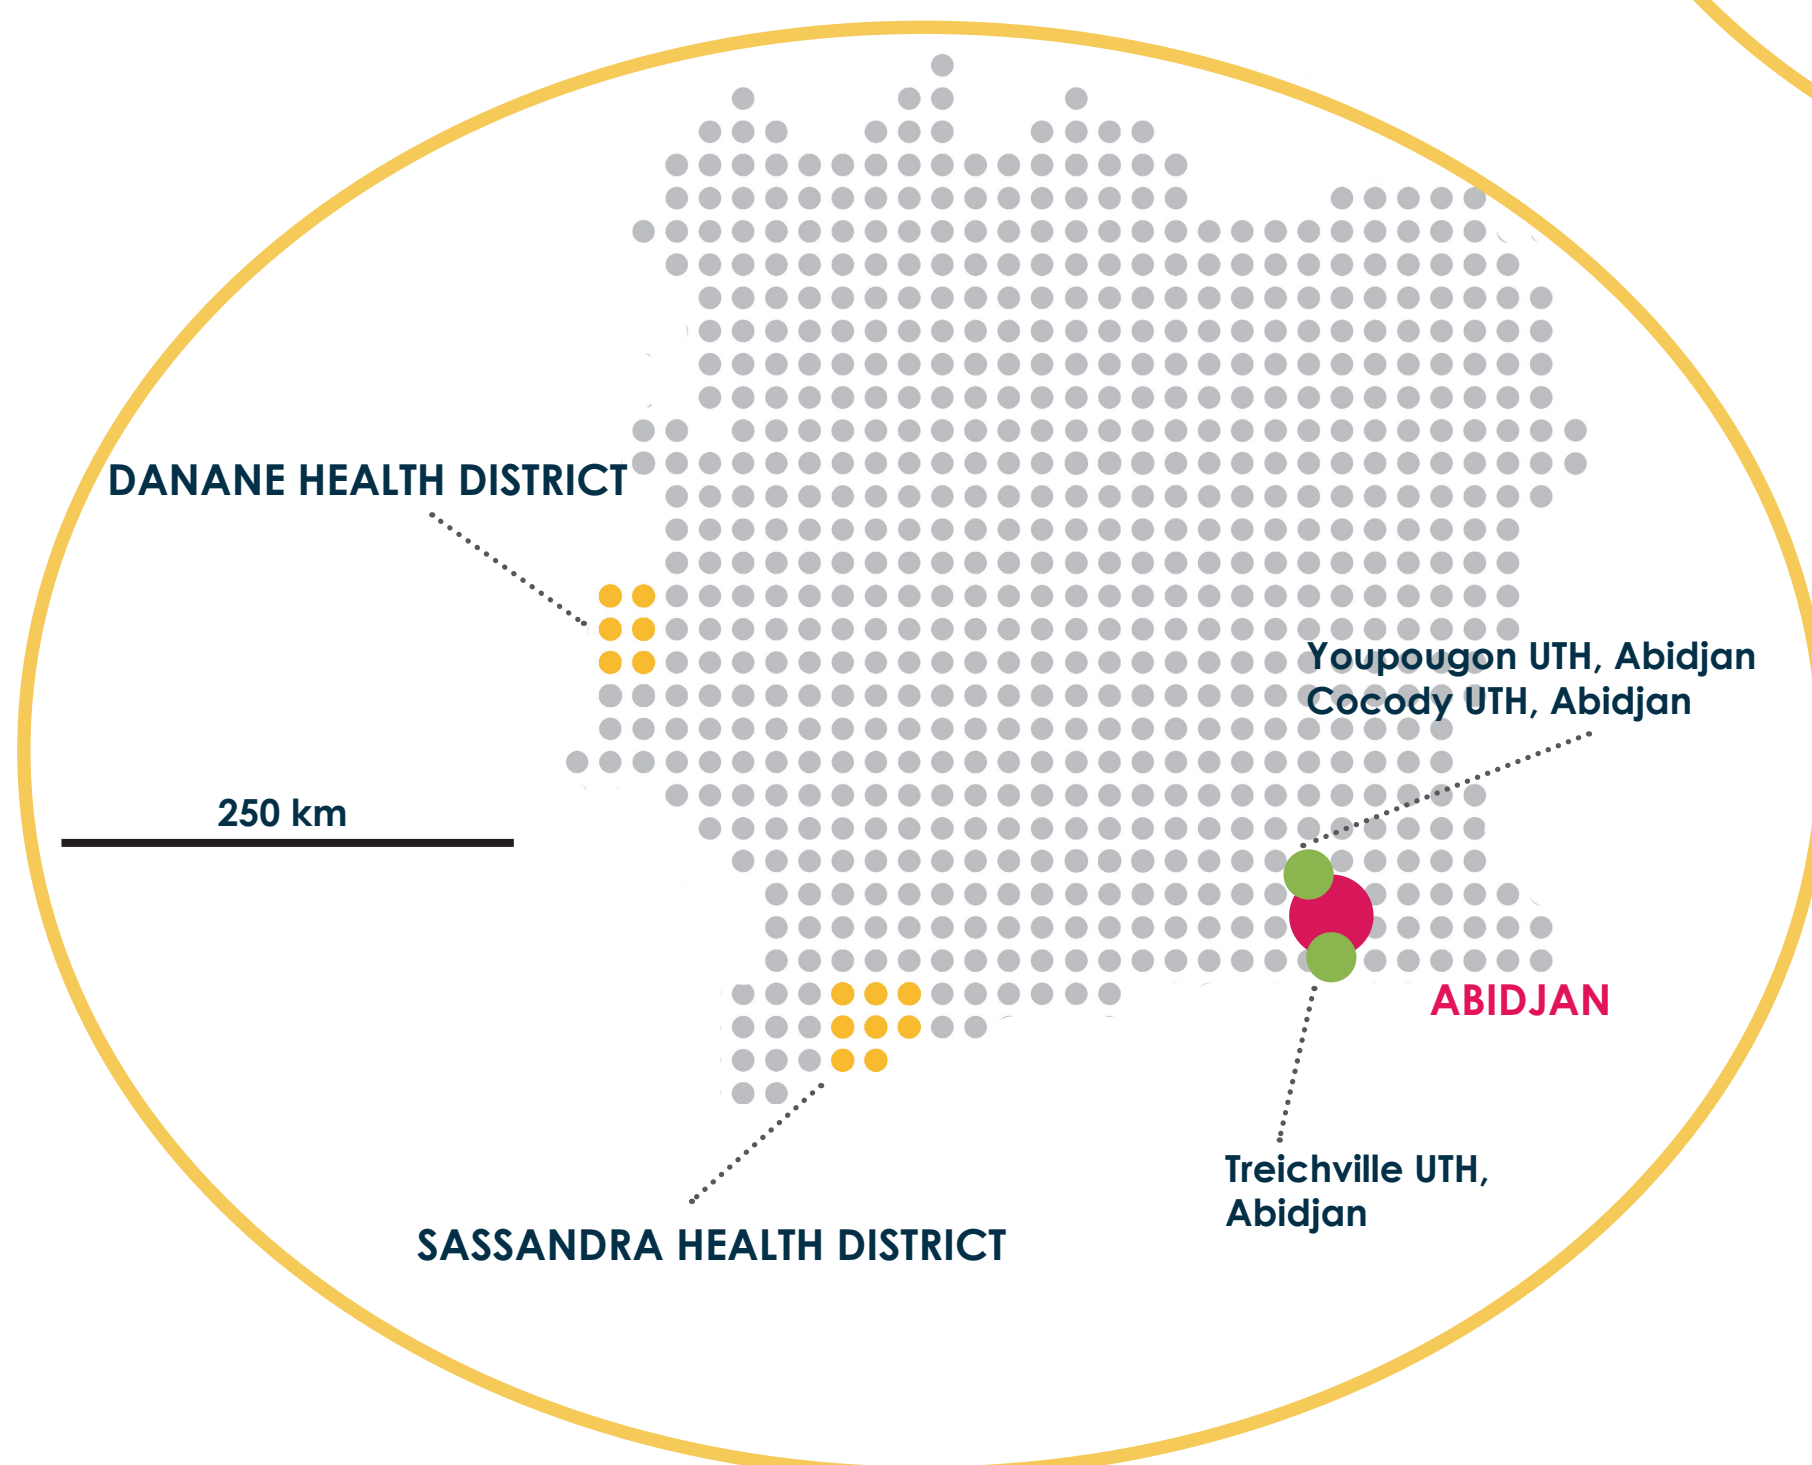 DANANE HEALTH DISTRICT
Youpougon UTH, Abidjan
Cocody UTH, Abidjan
250 km
ABIDJAN
Treichville UTH,
Abidjan
SASSANDRA HEALTH DISTRICT